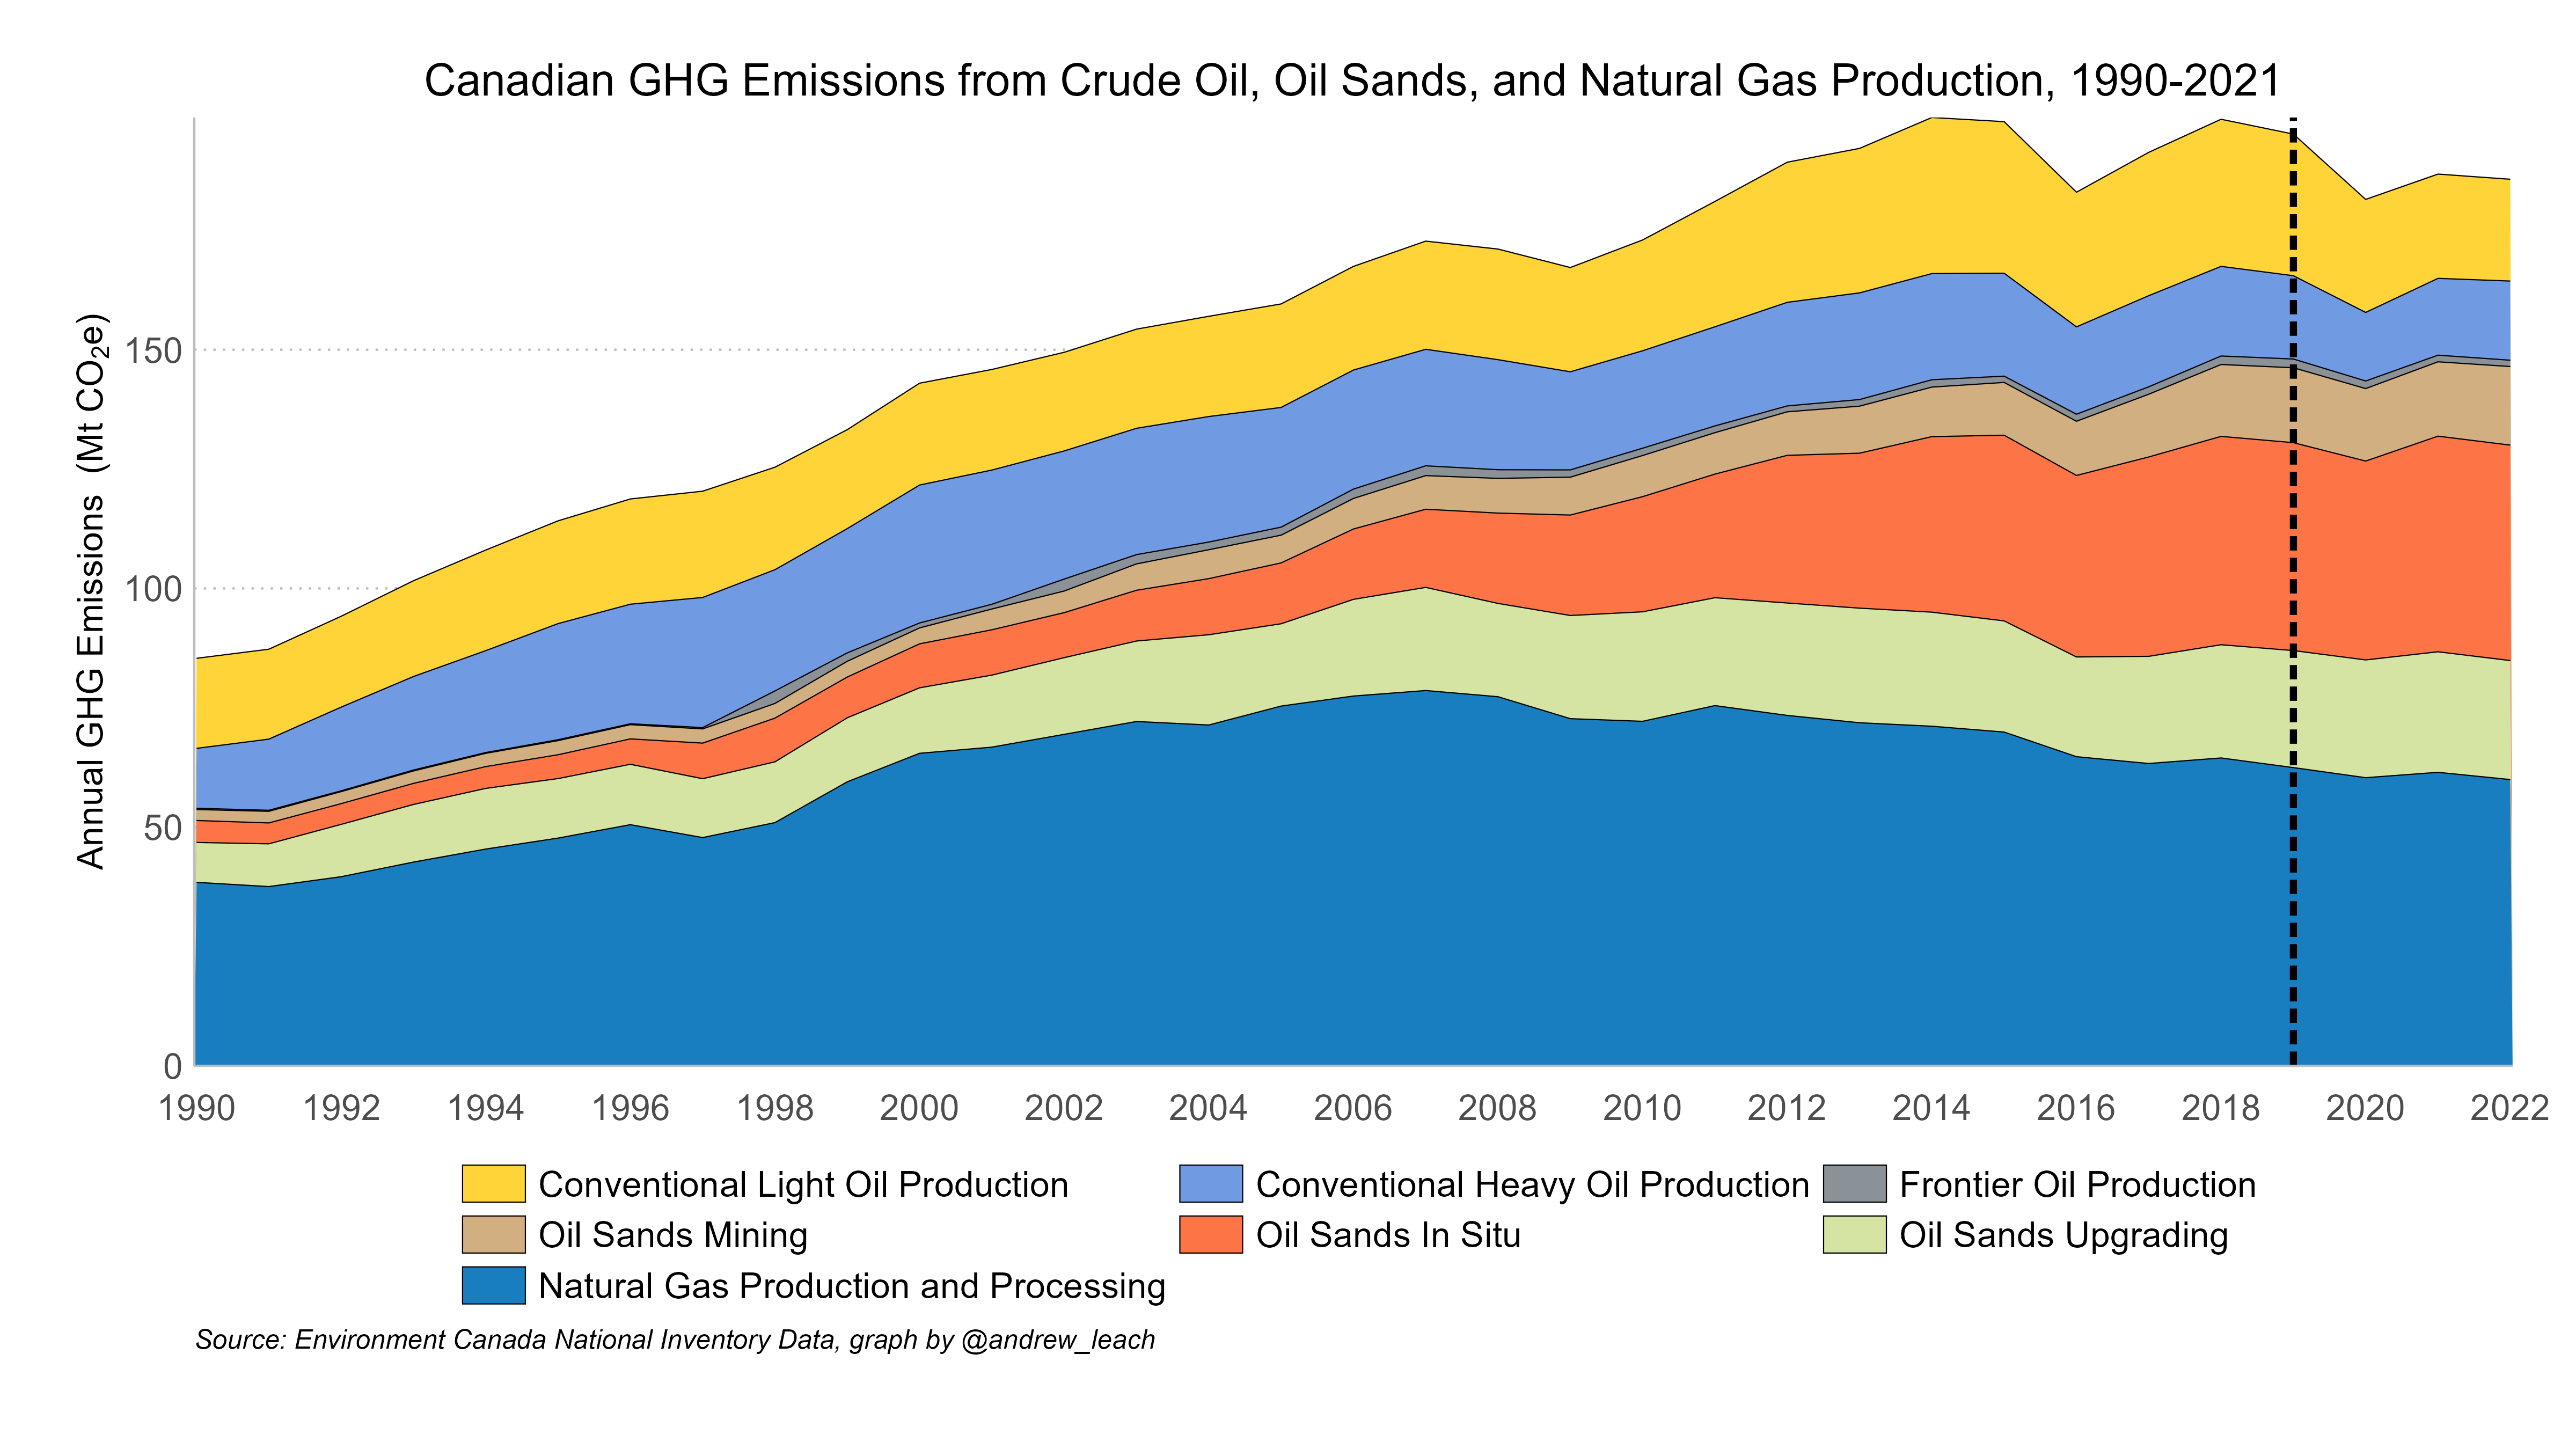 Canadian GHG Emissions from Crude Oil, Oil Sands, and Natural Gas Production, 1990-2021
Annual GHG Emissions (Mt CO₂e)
150
100
50
0
1990 1992 1994 1996 1998 2000 2002 2004 2006 2008 2010 2012 2014 2016 2018 2020 2022
Conventional Light Oil Production Conventional Heavy Oil Production Frontier Oil Production
Oil Sands Mining Oil Sands In Situ Oil Sands Upgrading
Natural Gas Production and Processing
Source: Environment Canada National Inventory Data, graph by @andrew_leach